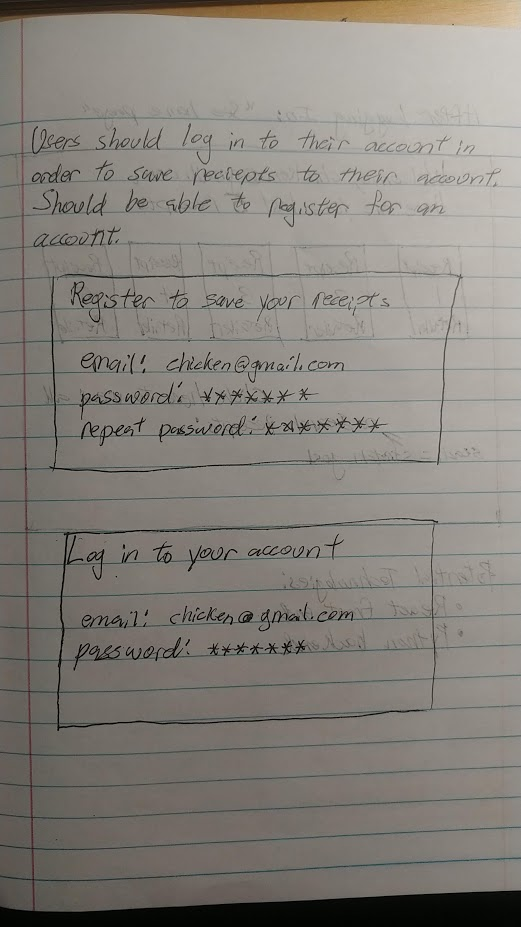 Users should log in to their account in
order to save reciepts to their account.
Should be able to register for an
account.
Register to save your receipts
email: chicken@gmail.com
password: *******
repeat password: *******
Log in to your account
email: chicken@gmail.com
password: *******